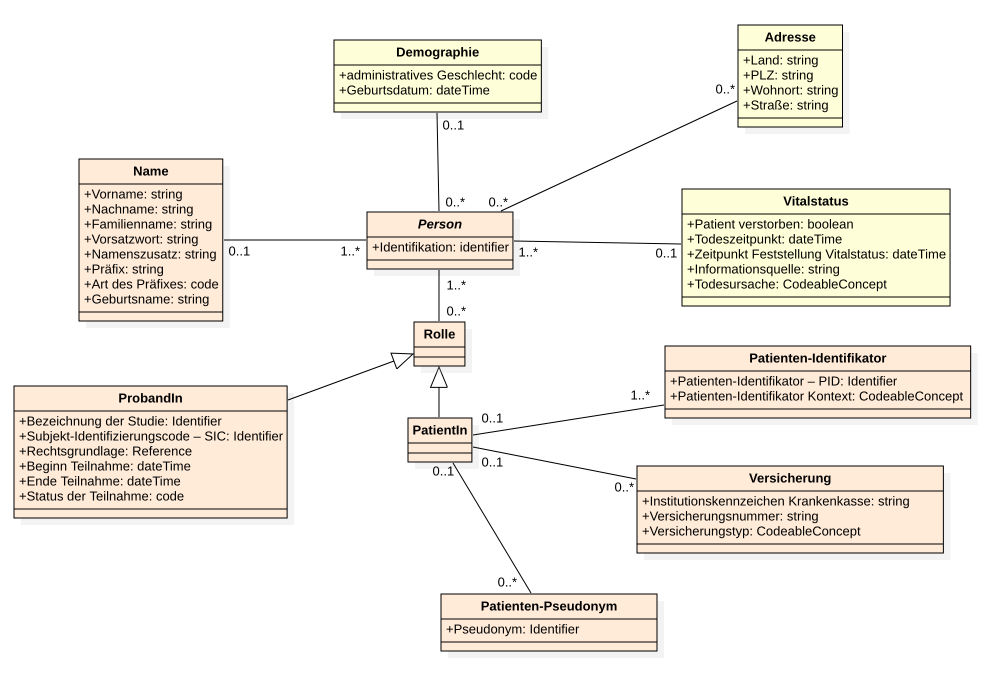 Demographie
+administratives Geschlecht: code
+Geburtsdatum: dateTime
Adresse
+Land: string
+PLZ: string
+Wohnort: string
+Straße: string
0..*
0..1
Name
+Vorname: string
+Nachname: string
+Familienname: string
+Vorsatzwort: string
+Namenszusatz: string
+Präfix: string
+Art des Präfixes: code
+Geburtsname: string
0..1
0..*
0..*
Person
+Identifikation: identifier
1..*
1..*
0..1
Vitalstatus
+Patient verstorben: boolean
+Todeszeitpunkt: dateTime
+Zeitpunkt Feststellung Vitalstatus: dateTime
+Informationsquelle: string
+Todesursache: CodeableConcept
1..*
0..*
Rolle
ProbandIn
+Bezeichnung der Studie: Identifier
+Subjekt-Identifizierungscode – SIC: Identifier
+Rechtsgrundlage: Reference
+Beginn Teilnahme: dateTime
+Ende Teilnahme: dateTime
+Status der Teilnahme: code
PatientIn
0..1
1..*
Patienten-Identifikator
+Patienten-Identifikator – PID: Identifier
+Patienten-Identifikator Kontext: CodeableConcept
0..1
0..*
Versicherung
+Institutionskennzeichen Krankenkasse: string
+Versicherungsnummer: string
+Versicherungstyp: CodeableConcept
0..1
0..*
Patienten-Pseudonym
+Pseudonym: Identifier